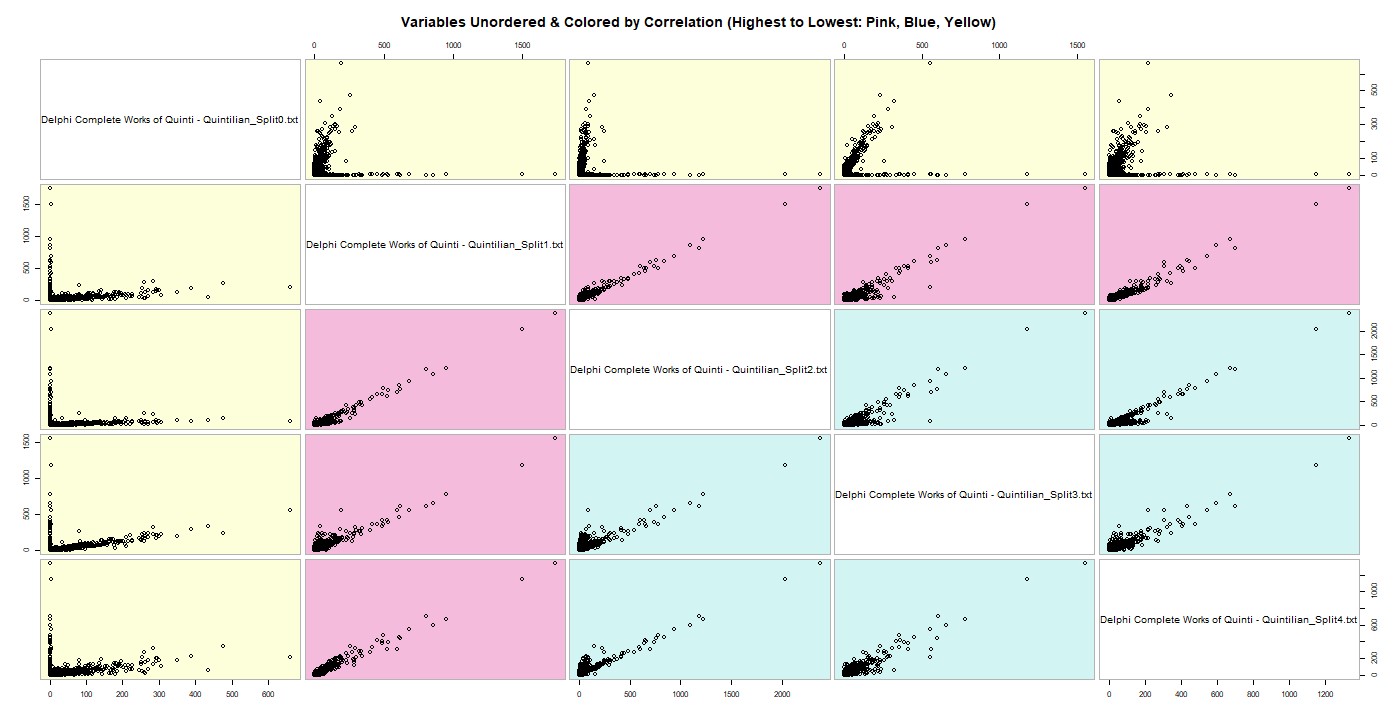 Variables Unordered & Colored by Correlation (Highest to Lowest: Pink, Blue, Yellow)
0 500 1000 1500 0 500 1000 1500
Delphi Complete Works of Quinti - Quintilian_Split0.txt
0 100 300 500
0 500 1000 1500
Delphi Complete Works of Quinti - Quintilian_Split1.txt
Delphi Complete Works of Quinti - Quintilian_Split2.txt
0 500 1000 1500 2000
0 500 1000 1500
Delphi Complete Works of Quinti - Quintilian_Split3.txt
Delphi Complete Works of Quinti - Quintilian_Split4.txt
0 200 600 1000
0 100 200 300 400 500 600 0 500 1000 1500 2000 0 200 400 600 800 1000 1200